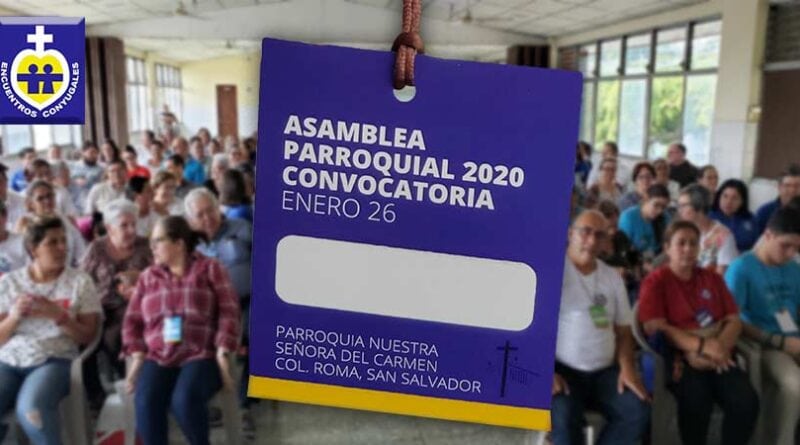 ENCUENTROS CONYUGALES
ASAMBLEA
PARROQUIAL 2020
CONVOCATORIA
ENERO 26
PARROQUIA NUESTRA
SEÑORA DEL CARMEN
COL. ROMA, SAN SALVADOR